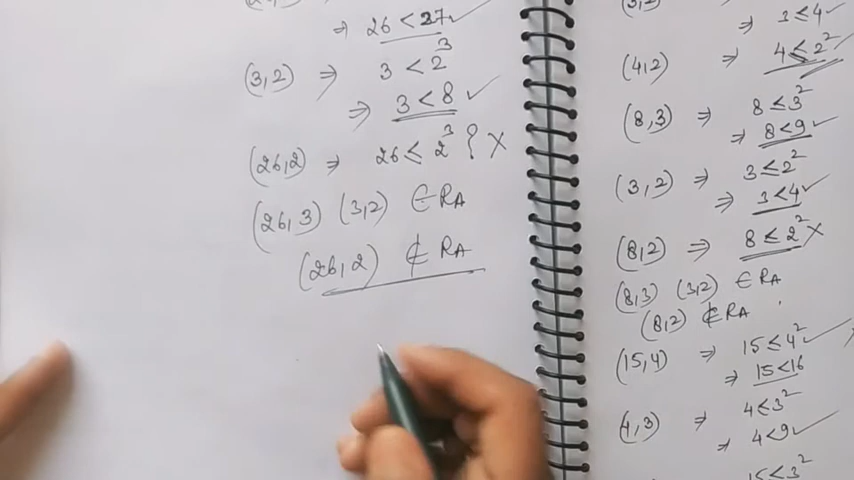 ⇒ 26 < 27 ✓
(3,2) ⇒ 3 < 2³
⇒ 3 < 8 ✓
(26,2) ⇒ 26 ≤ 2³ } ✗
(26,3) (3,2) ∈ RA
(26,2) ∉ RA
⇒ 3 ≤ 4 ✓
(4,2) ⇒ 4 ≤ 2² ✓
(8,3) ⇒ 8 ≤ 3²
⇒ 8 < 9 ✓
(3,2) ⇒ 3 ≤ 2²
⇒ 3 < 4 ✓
(8,2) ⇒ 8 ≤ 2² ✗
(8,3) (3,2) ∈ RA
(8,2) ∉ RA
(15,4) ⇒ 15 ≤ 4² ✓
⇒ 15 < 16
(4,3) ⇒ 4 ≤ 3²
⇒ 4 < 9 ✓
15 ≤ 3²